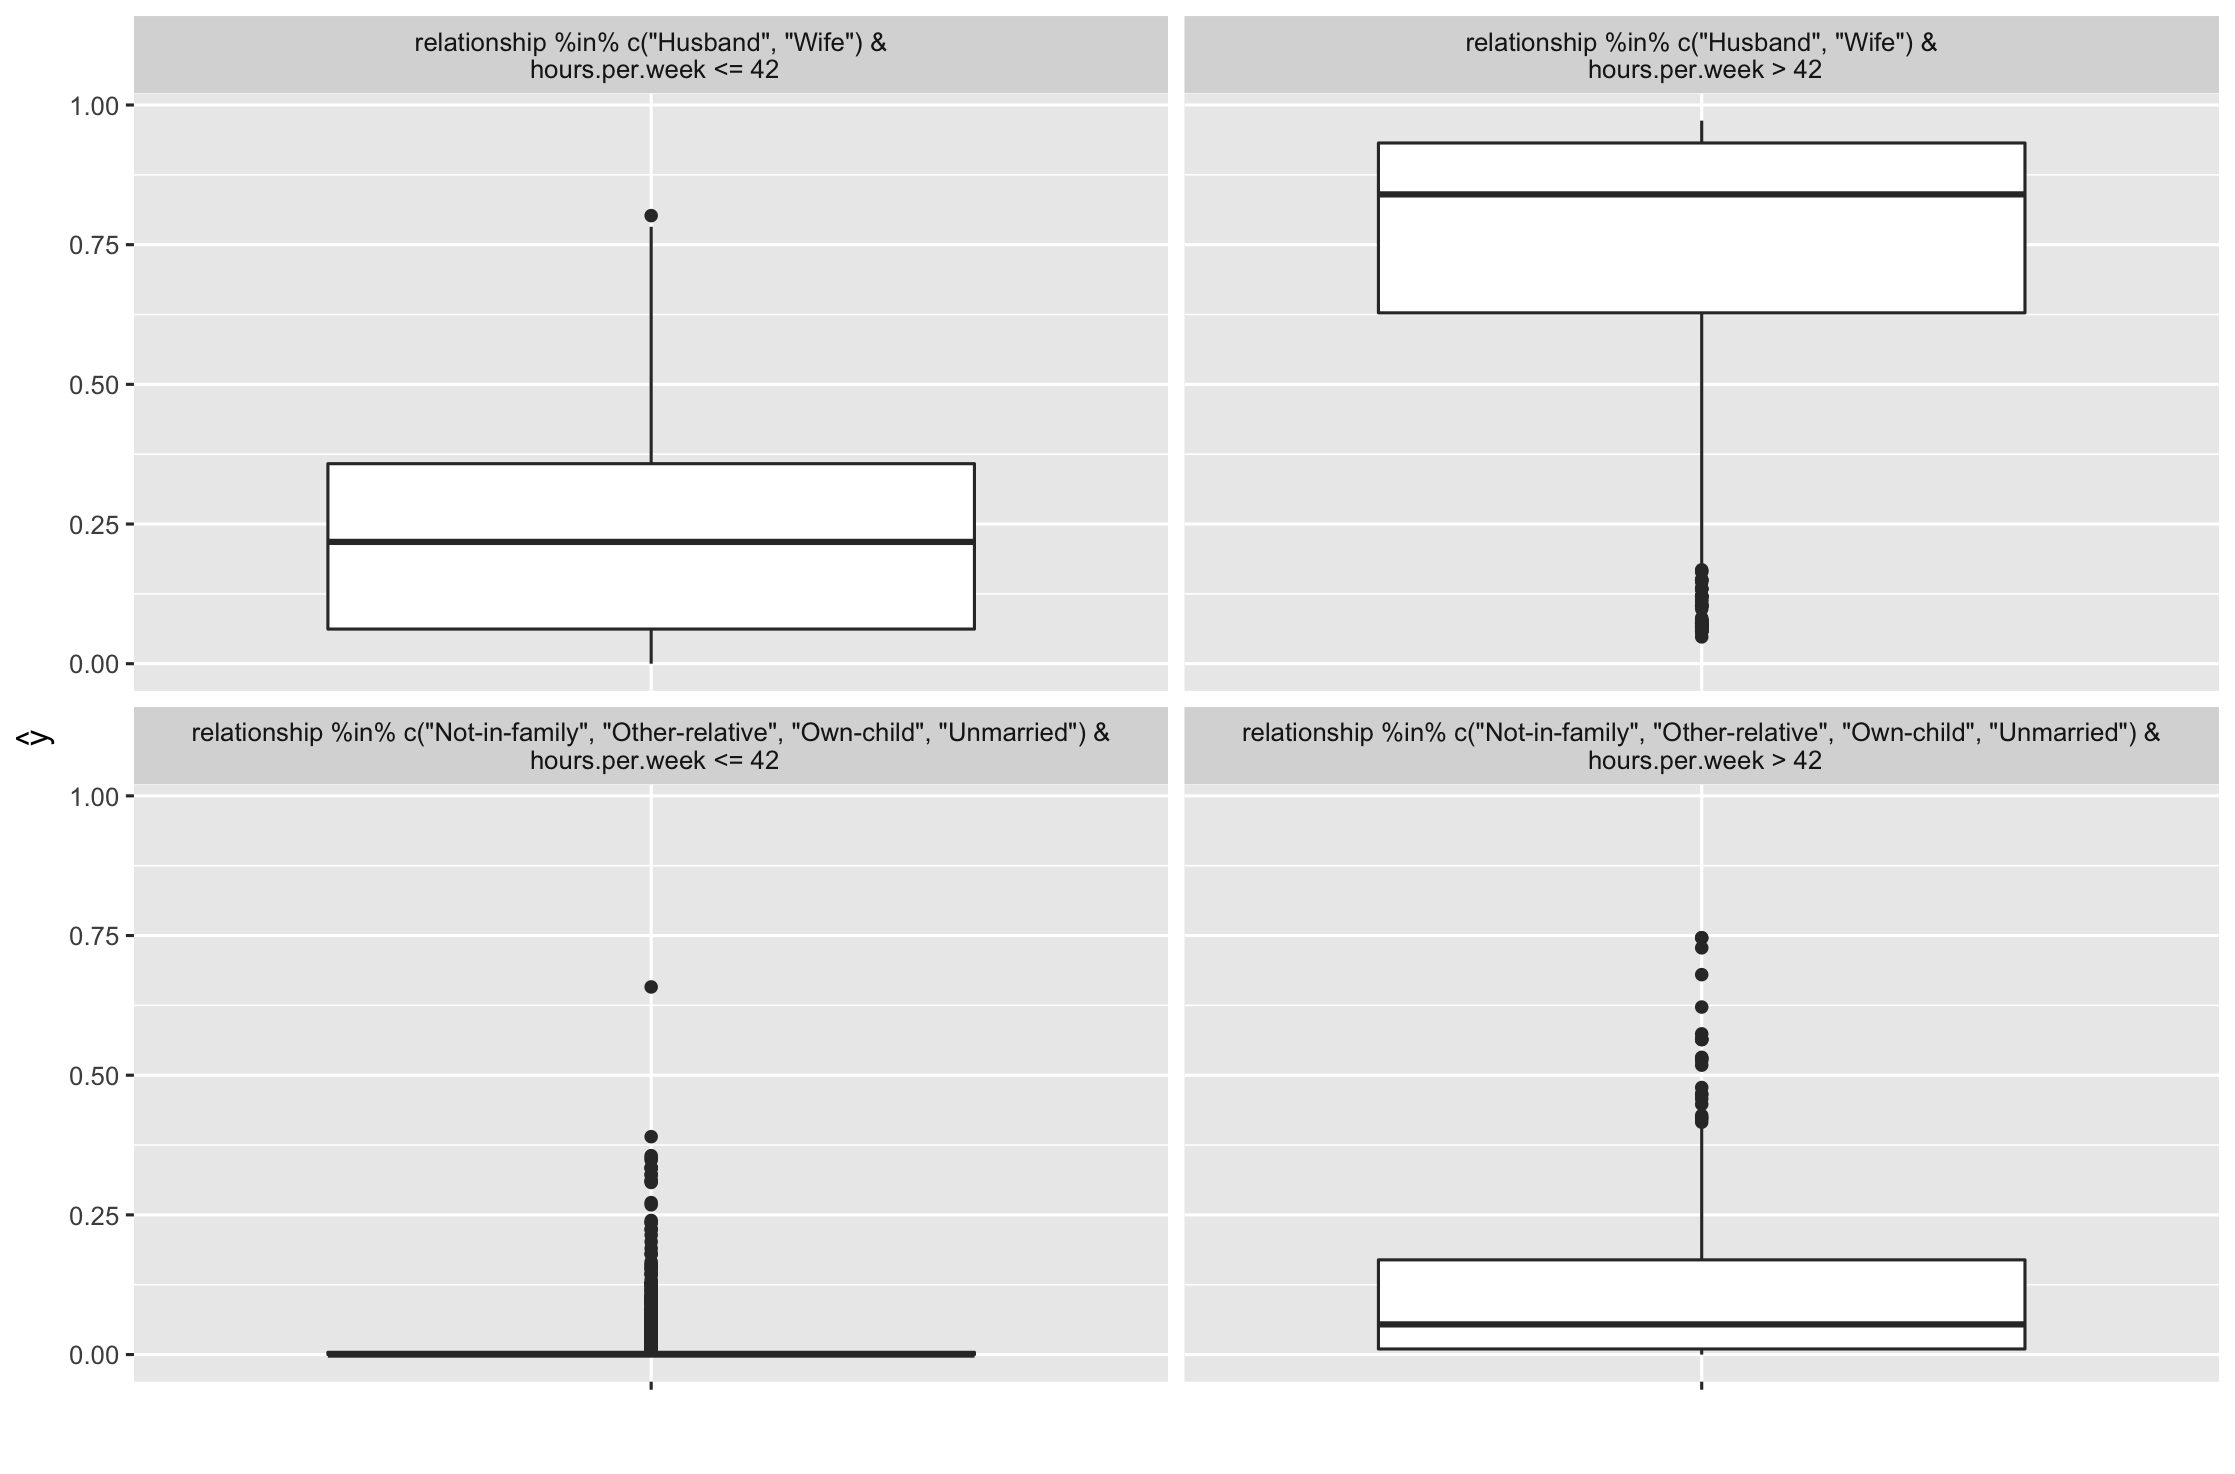 relationship %in% c("Husband", "Wife") &
hours.per.week <= 42
relationship %in% c("Husband", "Wife") &
hours.per.week > 42
1.00
0.75
0.50
0.25
0.00
ŷ
relationship %in% c("Not-in-family", "Other-relative", "Own-child", "Unmarried") &
hours.per.week <= 42
relationship %in% c("Not-in-family", "Other-relative", "Own-child", "Unmarried") &
hours.per.week > 42
1.00
0.75
0.50
0.25
0.00